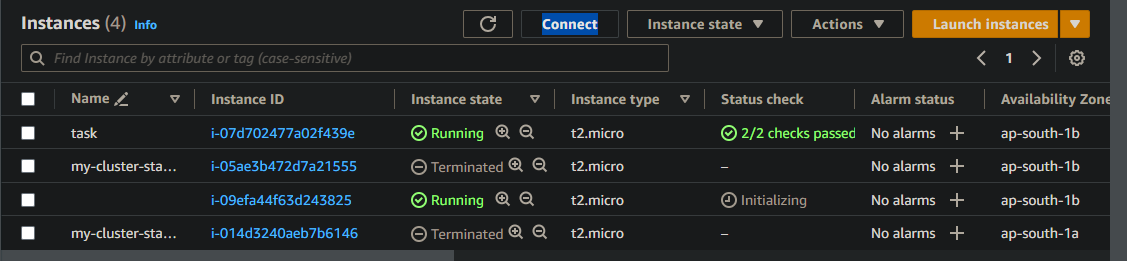 Instances (4) Info Connect Instance state Actions Launch instances
Find Instance by attribute or tag (case-sensitive) 1
Name Instance ID Instance state Instance type Status check Alarm status Availability Zone
task i-07d702477a02f439e Running t2.micro 2/2 checks passed No alarms ap-south-1b
my-cluster-sta... i-05ae3b472d7a21555 Terminated t2.micro – No alarms ap-south-1b
i-09efa44f63d243825 Running t2.micro Initializing No alarms ap-south-1b
my-cluster-sta... i-014d3240aeb7b6146 Terminated t2.micro – No alarms ap-south-1a